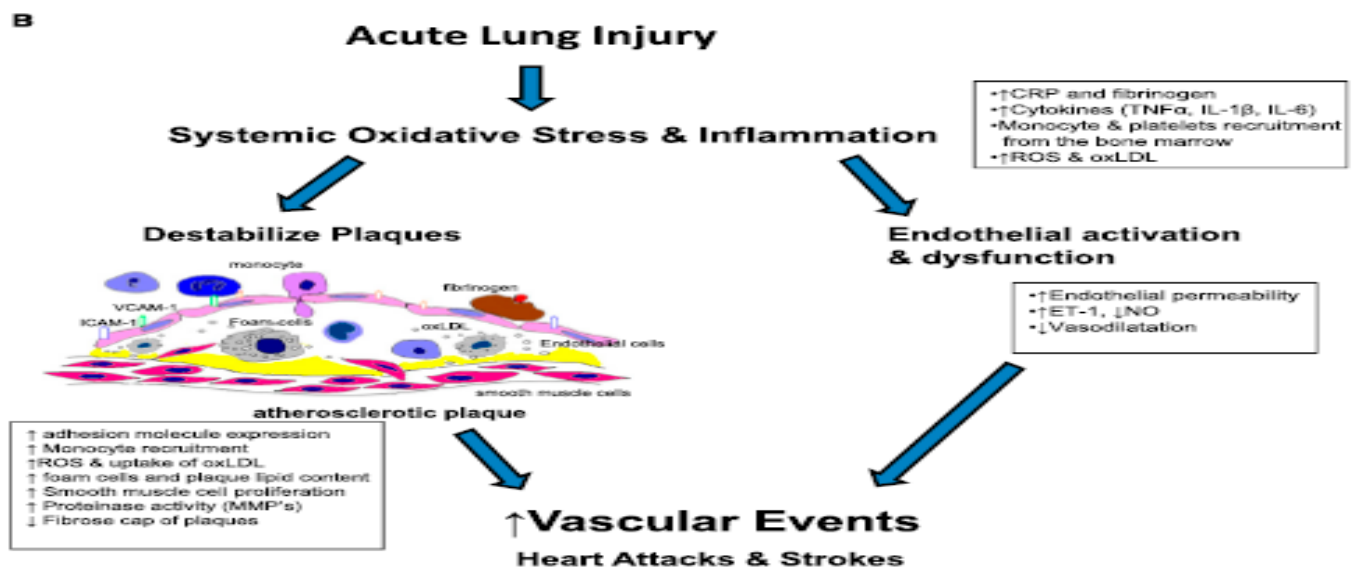 B
Acute Lung Injury
Systemic Oxidative Stress & Inflammation
•↑CRP and fibrinogen
•↑Cytokines (TNFα, IL-1β, IL-6)
•Monocyte & platelets recruitment
from the bone marrow
•↑ROS & oxLDL
Destabilize Plaques
Endothelial activation
& dysfunction
monocyte
fibrinogen
VCAM-1
ICAM-1
Foam-cells
oxLDL
Endothelial cells
smooth muscle cells
atherosclerotic plaque
•↑Endothelial permeability
•↑ET-1, ↓NO
•↓Vasodilatation
↑ adhesion molecule expression
↑ Monocyte recruitment
↑ROS & uptake of oxLDL
↑ foam cells and plaque lipid content
↑ Smooth muscle cell proliferation
↑ Proteinase activity (MMP's)
↓ Fibrose cap of plaques
↑Vascular Events
Heart Attacks & Strokes